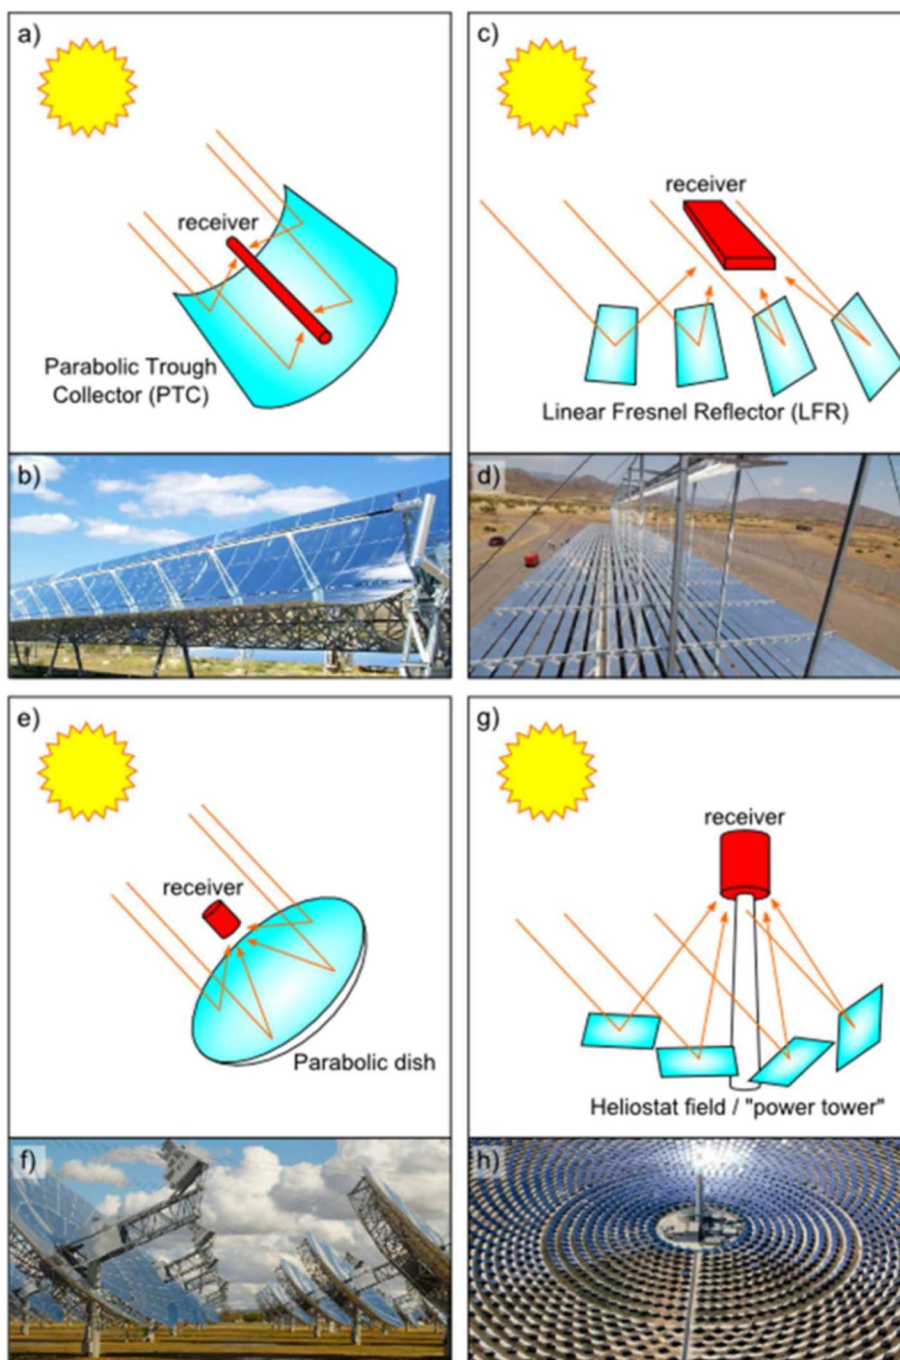 a)
receiver
Parabolic Trough
Collector (PTC)
b)
c)
receiver
Linear Fresnel Reflector (LFR)
d)
e)
receiver
Parabolic dish
f)
g)
receiver
Heliostat field / "power tower"
h)